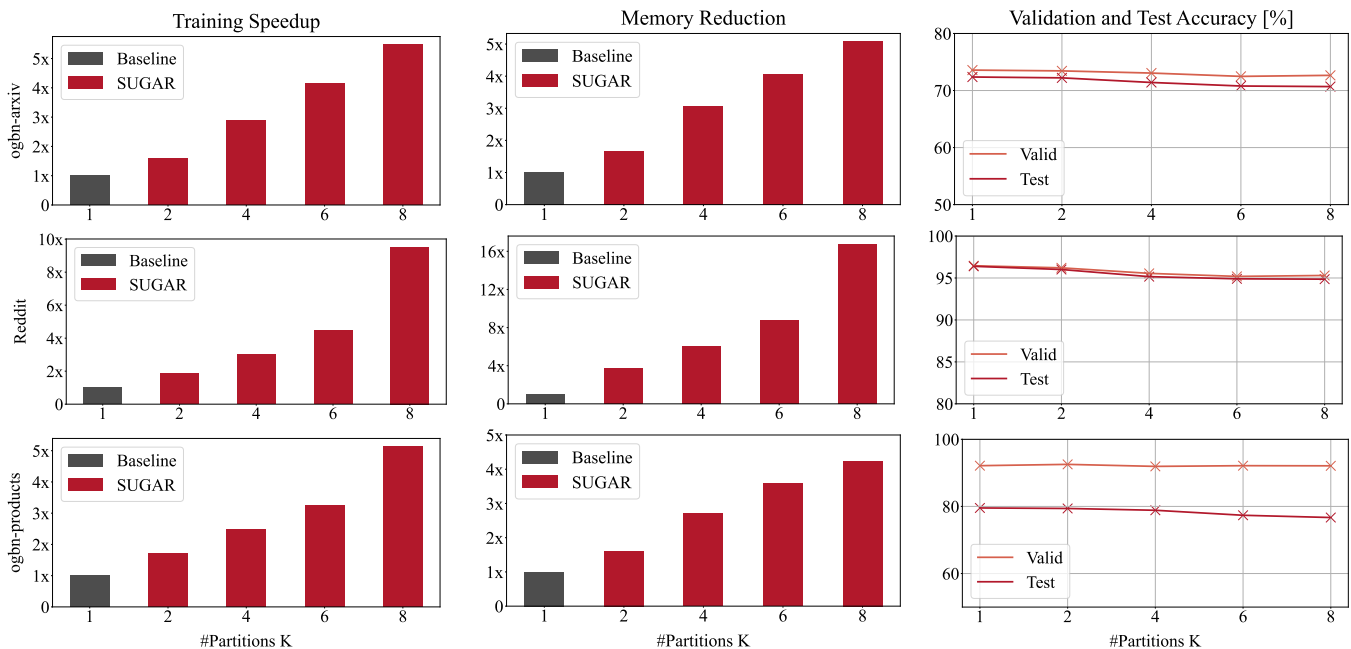 Training Speedup
Memory Reduction
Validation and Test Accuracy [%]
ogbn-arxiv
5x
4x
3x
2x
1x
0
Baseline
SUGAR
1 2 4 6 8
5x
4x
3x
2x
1x
0
Baseline
SUGAR
1 2 4 6 8
80
70
60
50
Valid
Test
1 2 4 6 8
Reddit
10x
8x
6x
4x
2x
0
Baseline
SUGAR
1 2 4 6 8
16x
12x
8x
4x
0
Baseline
SUGAR
1 2 4 6 8
100
95
90
85
80
Valid
Test
1 2 4 6 8
ogbn-products
5x
4x
3x
2x
1x
0
Baseline
SUGAR
1 2 4 6 8
#Partitions K
5x
4x
3x
2x
1x
0
Baseline
SUGAR
1 2 4 6 8
#Partitions K
100
80
60
Valid
Test
1 2 4 6 8
#Partitions K